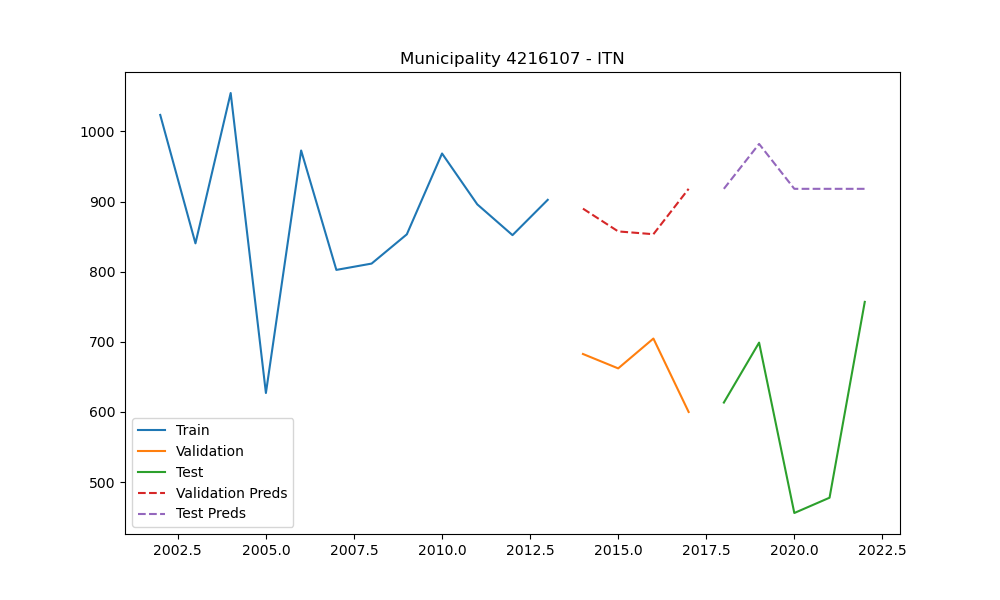 Municipality 4216107 - ITN
1000
900
800
700
600
500
Train
Validation
Test
Validation Preds
Test Preds
2002.5 2005.0 2007.5 2010.0 2012.5 2015.0 2017.5 2020.0 2022.5